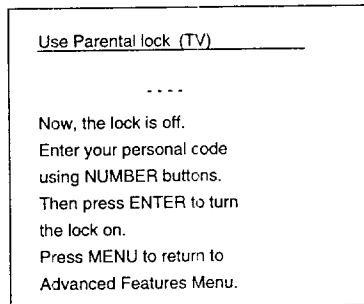 Use Parental lock (TV)
- - - -
Now, the lock is off.
Enter your personal code
using NUMBER buttons.
Then press ENTER to turn
the lock on.
Press MENU to return to
Advanced Features Menu.